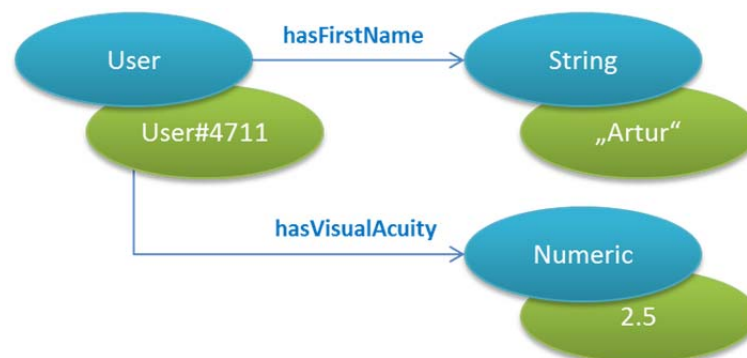 hasFirstName
User
String
User#4711
„Artur“
hasVisualAcuity
Numeric
2.5